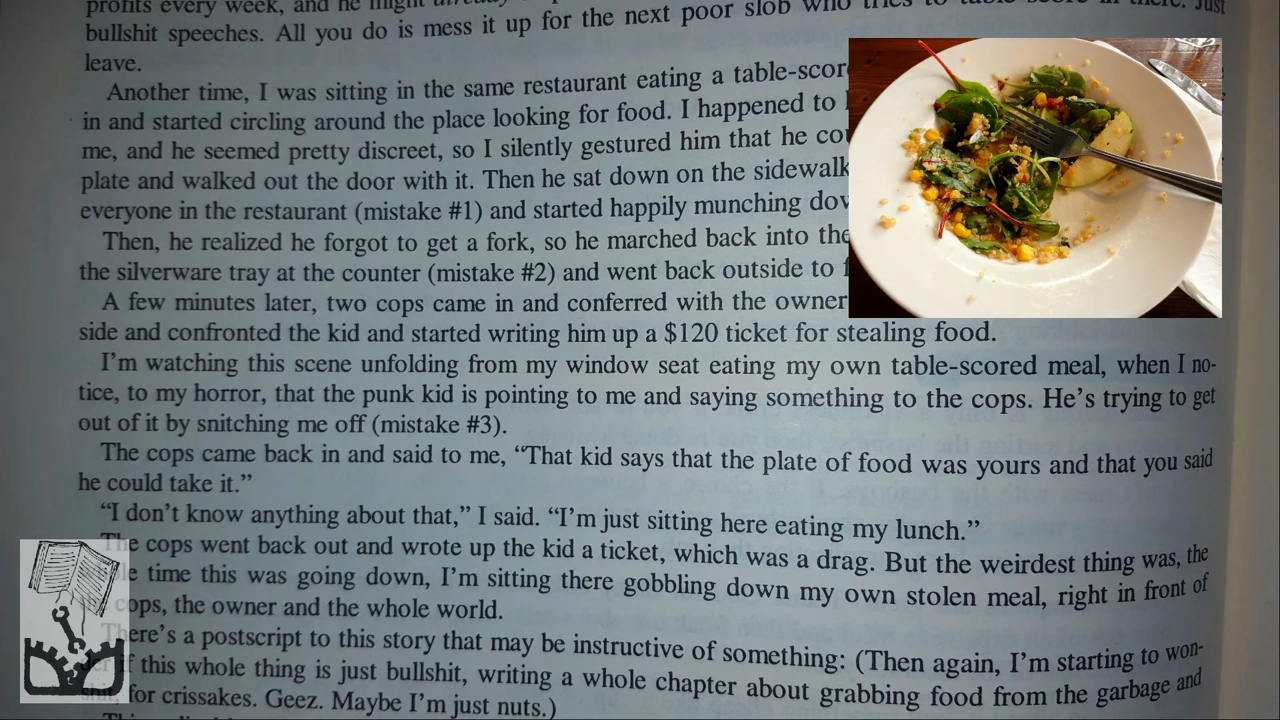 profits every week, and he might already
bullshit speeches. All you do is mess it up for the next poor slob who tries to table-score in there. Just
leave.
Another time, I was sitting in the same restaurant eating a table-scor
in and started circling around the place looking for food. I happened to
me, and he seemed pretty discreet, so I silently gestured him that he cou
plate and walked out the door with it. Then he sat down on the sidewalk
everyone in the restaurant (mistake #1) and started happily munching dov
Then, he realized he forgot to get a fork, so he marched back into the
the silverware tray at the counter (mistake #2) and went back outside to
A few minutes later, two cops came in and conferred with the owner
side and confronted the kid and started writing him up a $120 ticket for stealing food.
I'm watching this scene unfolding from my window seat eating my own table-scored meal, when I no-
tice, to my horror, that the punk kid is pointing to me and saying something to the cops. He's trying to get
out of it by snitching me off (mistake #3).
The cops came back in and said to me, “That kid says that the plate of food was yours and that you said
he could take it.”
“I don't know anything about that,” I said. “I'm just sitting here eating my lunch.”
The cops went back out and wrote up the kid a ticket, which was a drag. But the weirdest thing was, the
time this was going down, I'm sitting there gobbling down my own stolen meal, right in front of
cops, the owner and the whole world.
There's a postscript to this story that may be instructive of something: (Then again, I'm starting to won-
der if this whole thing is just bullshit, writing a whole chapter about grabbing food from the garbage and
shit, for crissakes. Geez. Maybe I'm just nuts.)